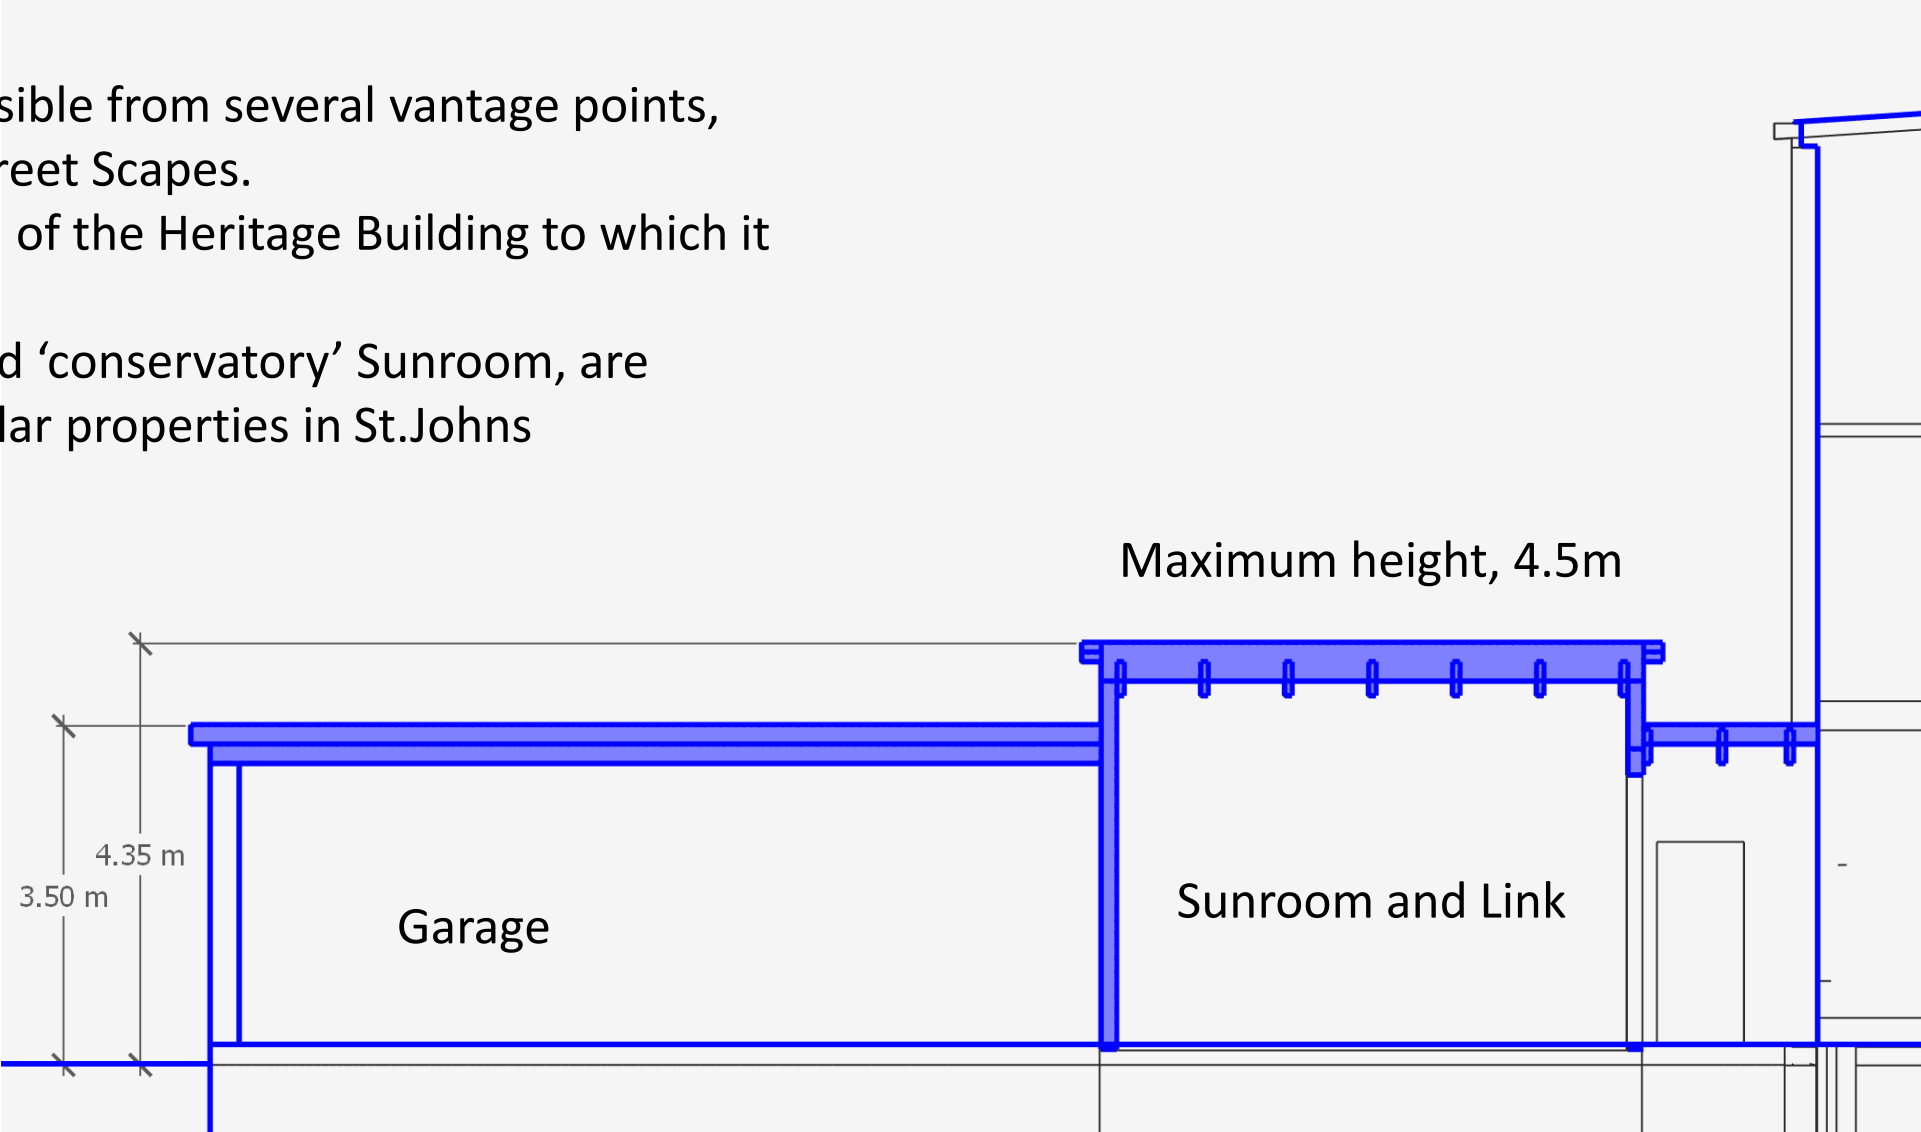 sible from several vantage points,
reet Scapes.
of the Heritage Building to which it
d ‘conservatory’ Sunroom, are
lar properties in St.Johns
Maximum height, 4.5m
4.35 m
3.50 m
Garage
Sunroom and Link